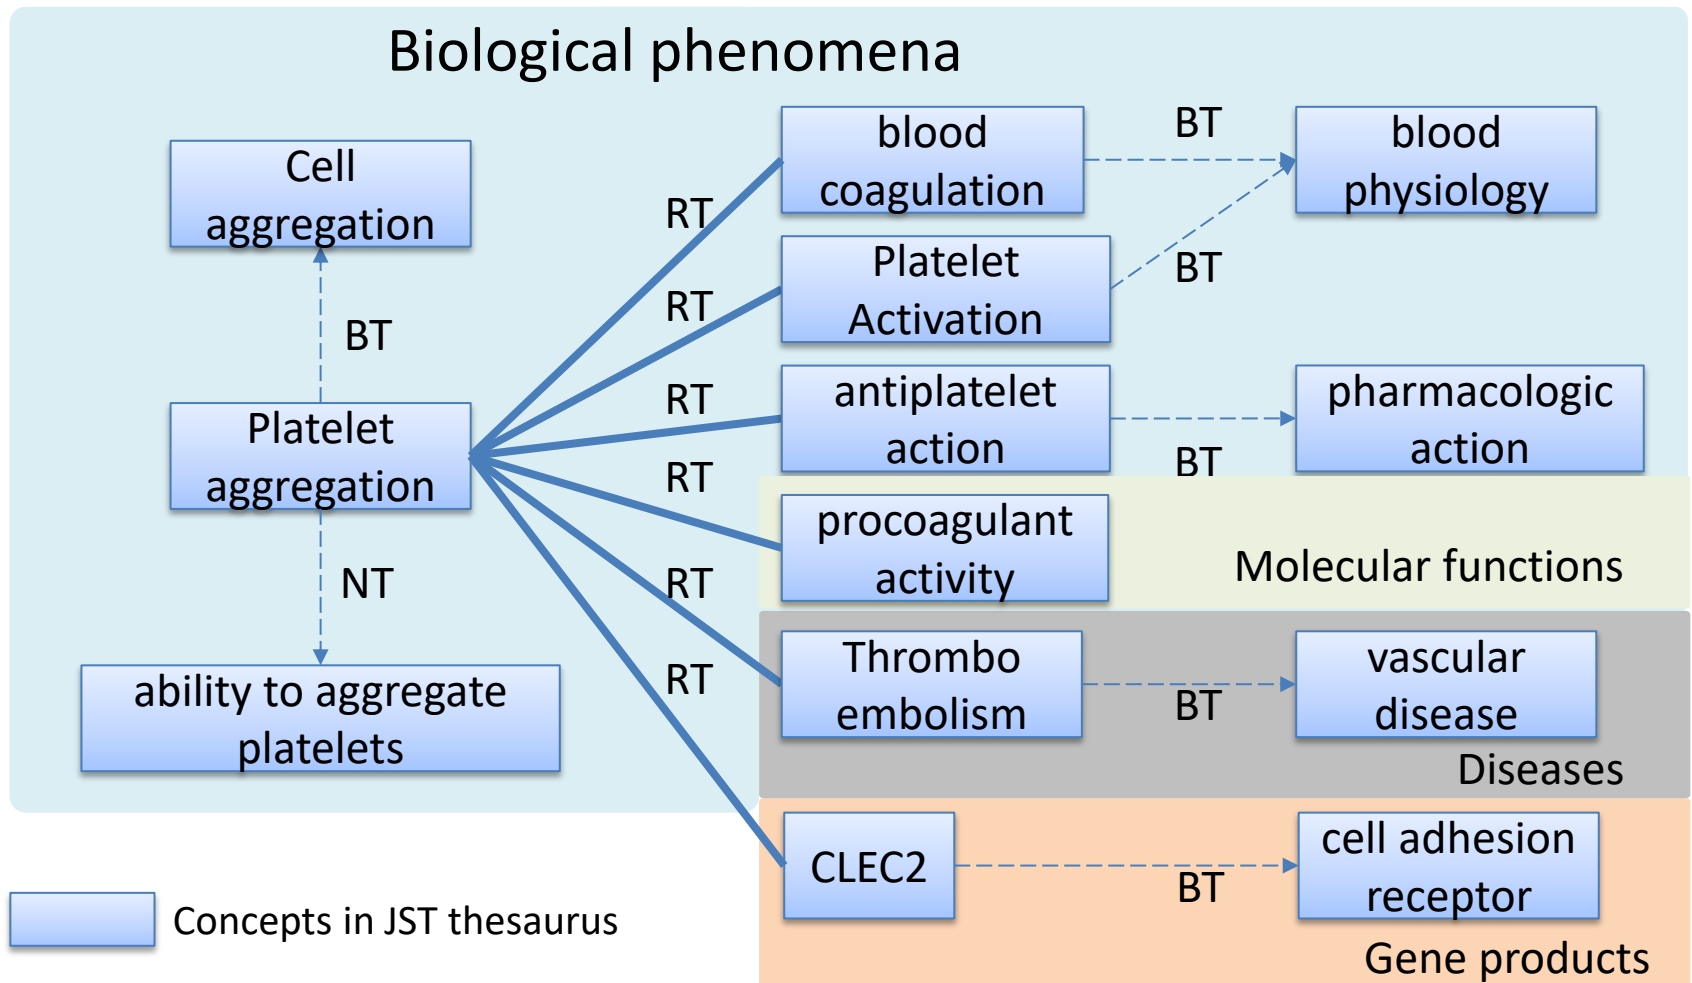 Biological phenomena
Cell
aggregation
BT
Platelet
aggregation
NT
ability to aggregate
platelets
RT
RT
RT
RT
RT
RT
blood
coagulation
BT
blood
physiology
Platelet
Activation
BT
antiplatelet
action
BT
pharmacologic
action
procoagulant
activity
Molecular functions
Thrombo
embolism
BT
vascular
disease
Diseases
CLEC2
BT
cell adhesion
receptor
Gene products
Concepts in JST thesaurus